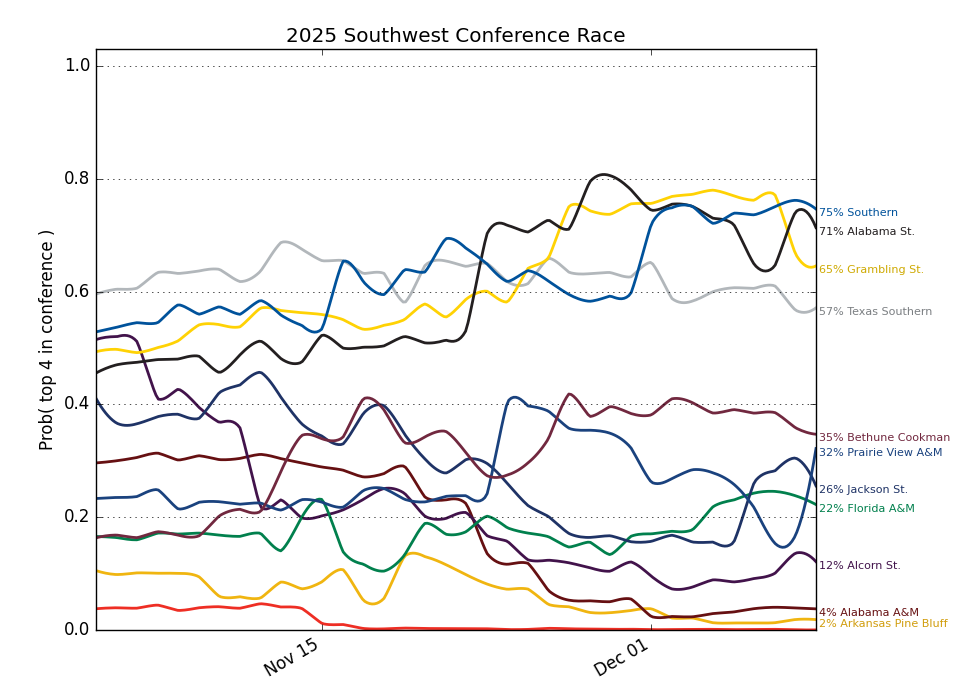 2025 Southwest Conference Race
Prob( top 4 in conference )
1.0
0.8
0.6
0.4
0.2
0.0
Nov 15
Dec 01
75% Southern
71% Alabama St.
65% Grambling St.
57% Texas Southern
35% Bethune Cookman
32% Prairie View A&M
26% Jackson St.
22% Florida A&M
12% Alcorn St.
4% Alabama A&M
2% Arkansas Pine Bluff